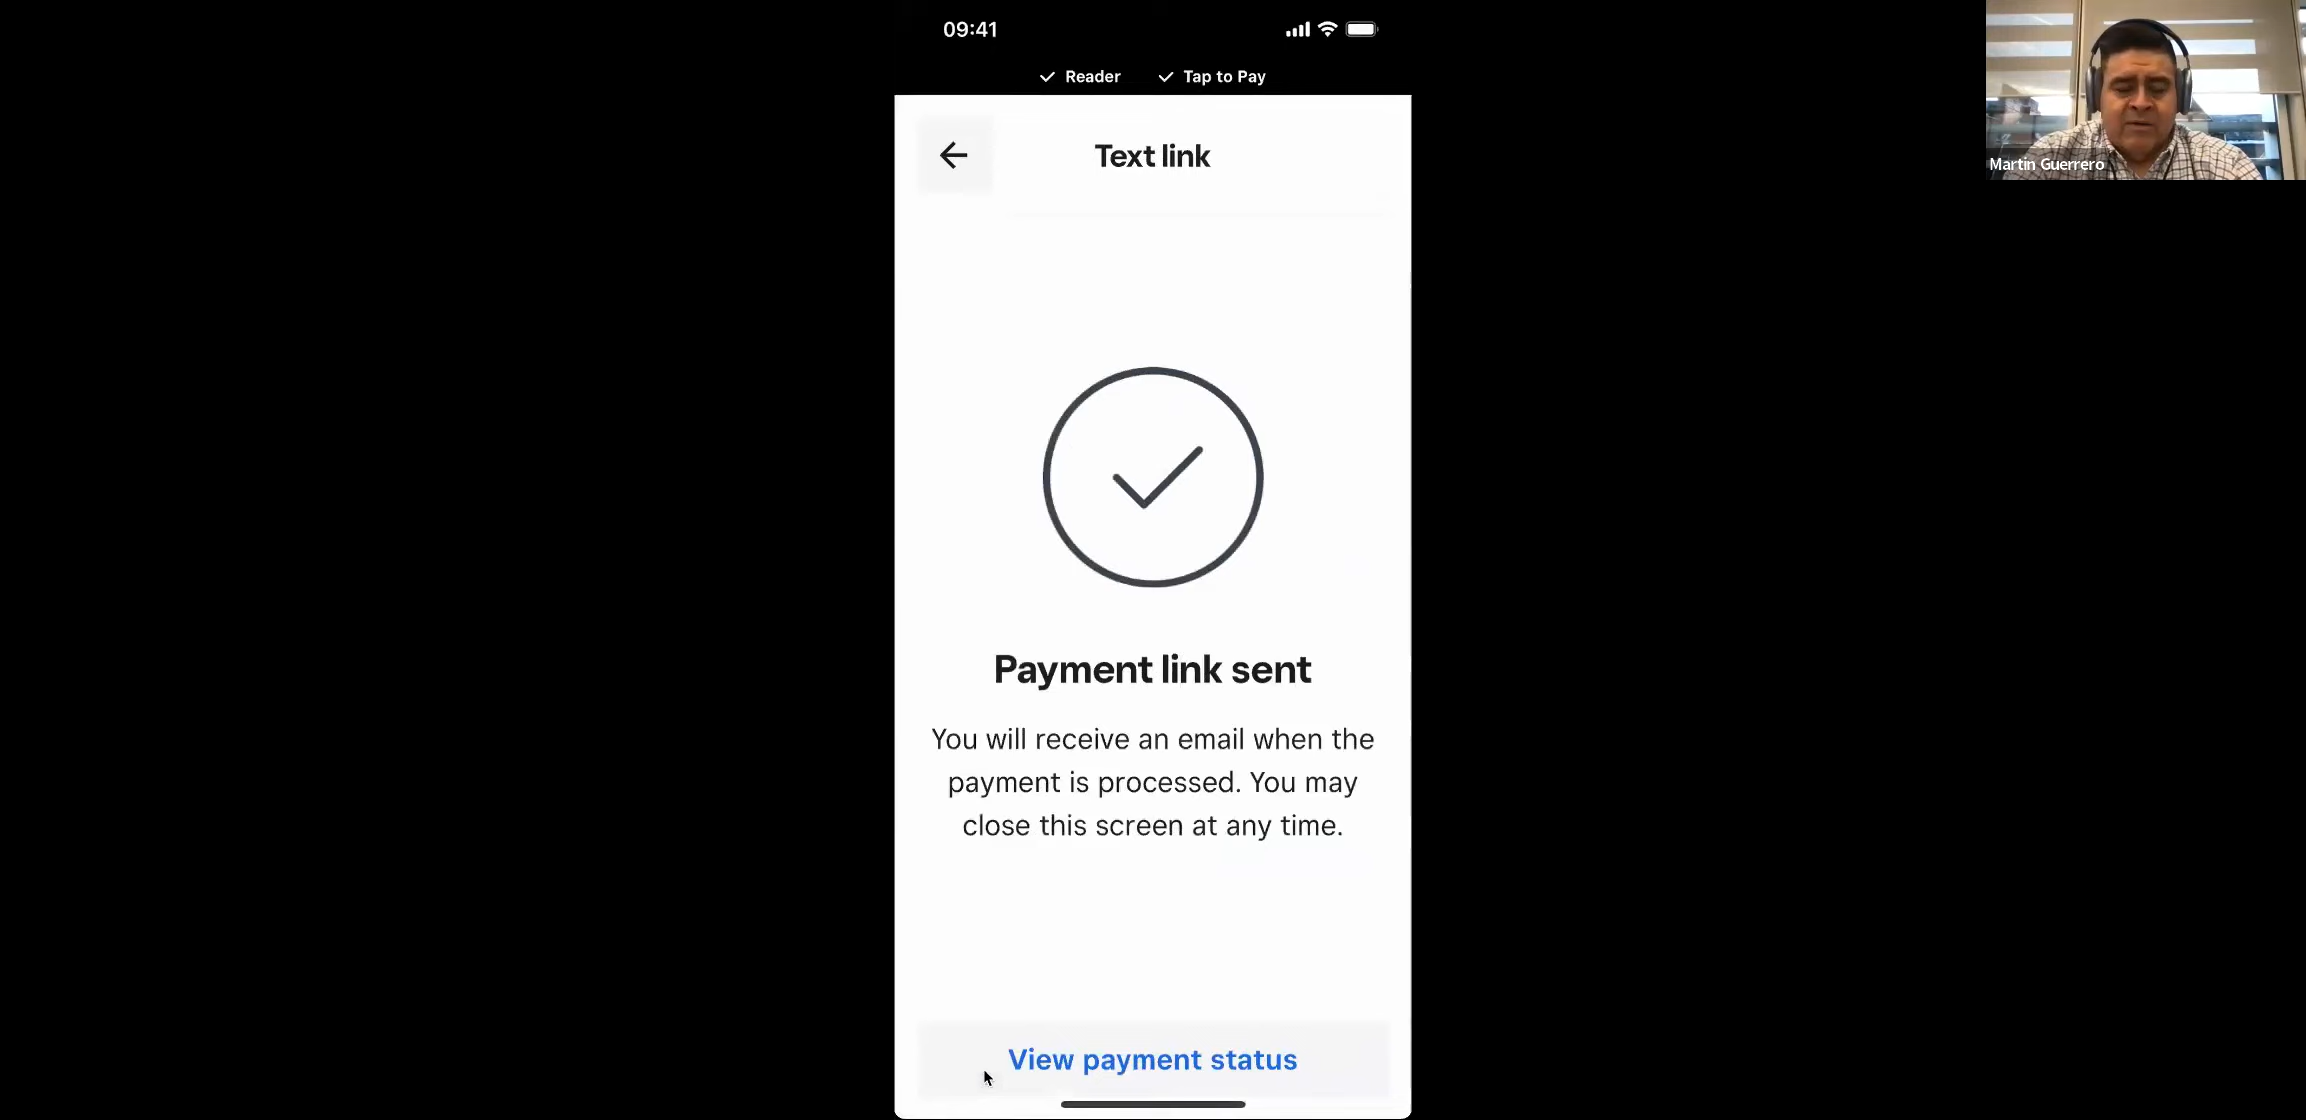 09:41
Reader Tap to Pay
Text link
Martin Guerrero
Payment link sent
You will receive an email when the
payment is processed. You may
close this screen at any time.
View payment status